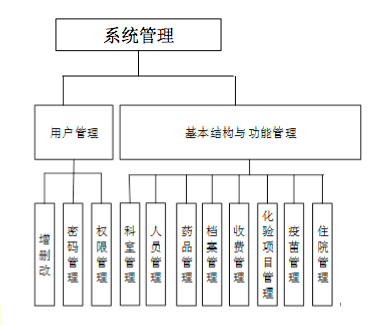 系统管理
用户管理
基本结构与功能管理
增删改
密码管理
权限管理
科室管理
人员管理
药品管理
档案管理
收费管理
化验项目管理
疫苗管理
住院管理